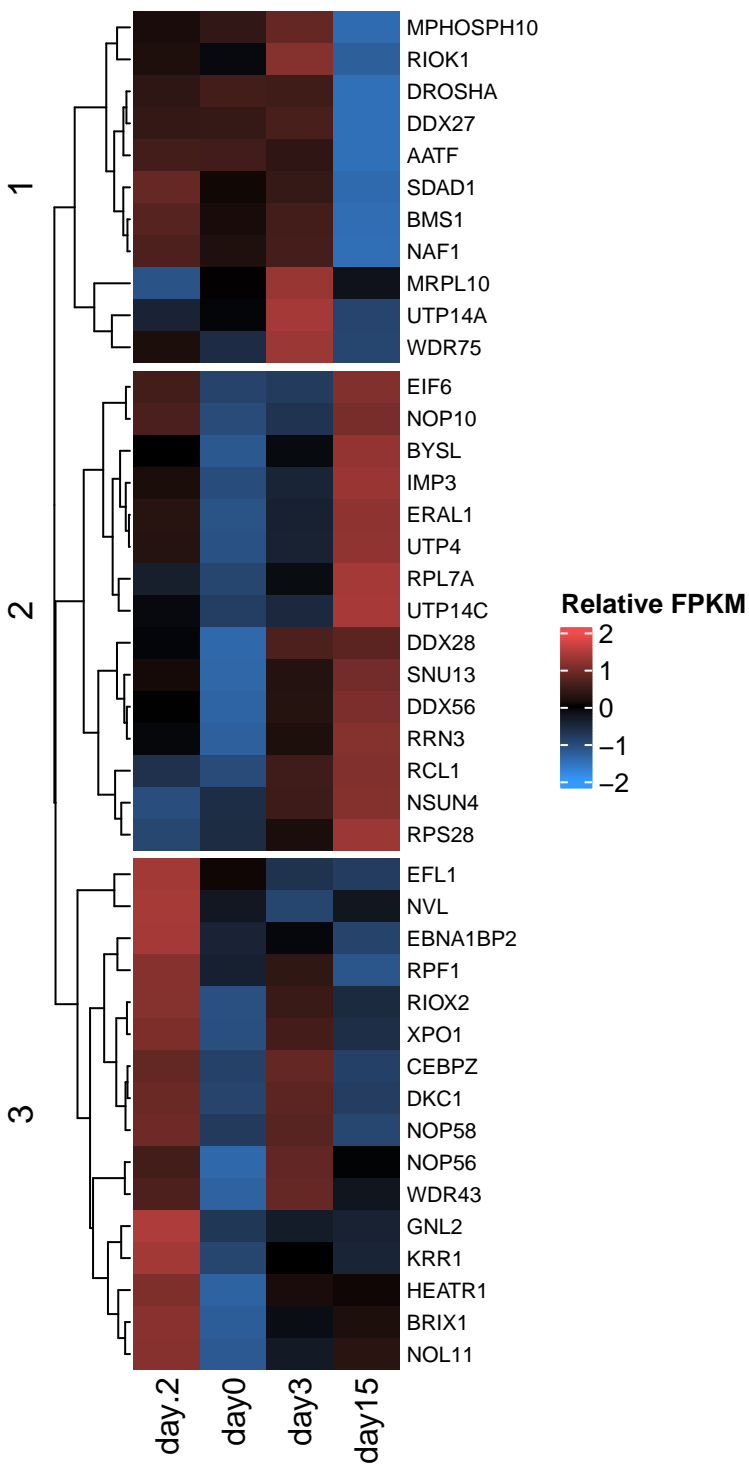 1
MPHOSPH10
RIOK1
DROSHA
DDX27
AATF
SDAD1
BMS1
NAF1
MRPL10
UTP14A
WDR75
2
EIF6
NOP10
BYSL
IMP3
ERAL1
UTP4
RPL7A
UTP14C
DDX28
SNU13
DDX56
RRN3
RCL1
NSUN4
RPS28
3
EFL1
NVL
EBNA1BP2
RPF1
RIOX2
XPO1
CEBPZ
DKC1
NOP58
NOP56
WDR43
GNL2
KRR1
HEATR1
BRIX1
NOL11
day.2
day0
day3
day15
Relative FPKM
2
1
0
−1
−2